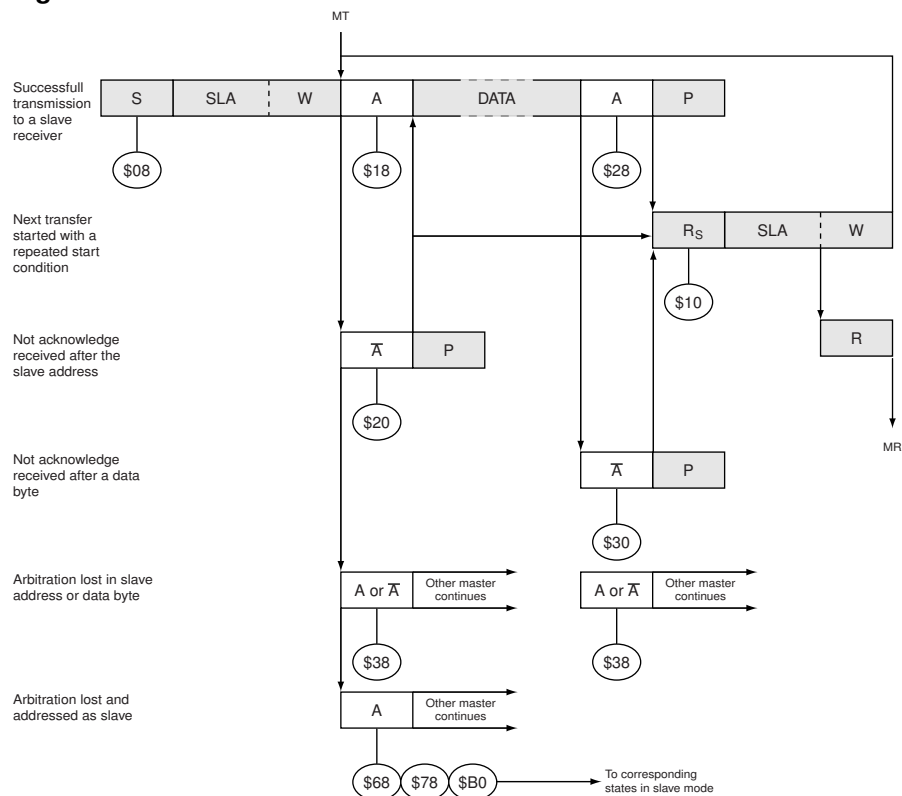 MT
Successfull
transmission
to a slave
receiver
S SLA W A DATA A P
$08 $18 $28
Next transfer
started with a
repeated start
condition
RS SLA W
$10
Not acknowledge
received after the
slave address
A̅ P
R
$20
MR
Not acknowledge
received after a data
byte
A̅ P
$30
Arbitration lost in slave
address or data byte
A or A̅ Other master
continues
A or A̅ Other master
continues
$38 $38
Arbitration lost and
addressed as slave
A Other master
continues
$68 $78 $B0
To corresponding
states in slave mode